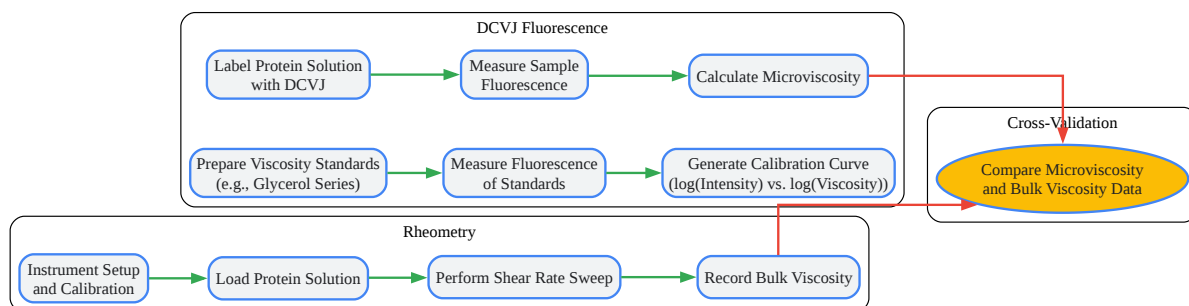 DCVJ Fluorescence
Label Protein Solution
with DCVJ
Measure Sample
Fluorescence
Calculate Microviscosity
Prepare Viscosity Standards
(e.g., Glycerol Series)
Measure Fluorescence
of Standards
Generate Calibration Curve
(log(Intensity) vs. log(Viscosity))
Cross-Validation
Compare Microviscosity
and Bulk Viscosity Data
Rheometry
Instrument Setup
and Calibration
Load Protein Solution
Perform Shear Rate Sweep
Record Bulk Viscosity